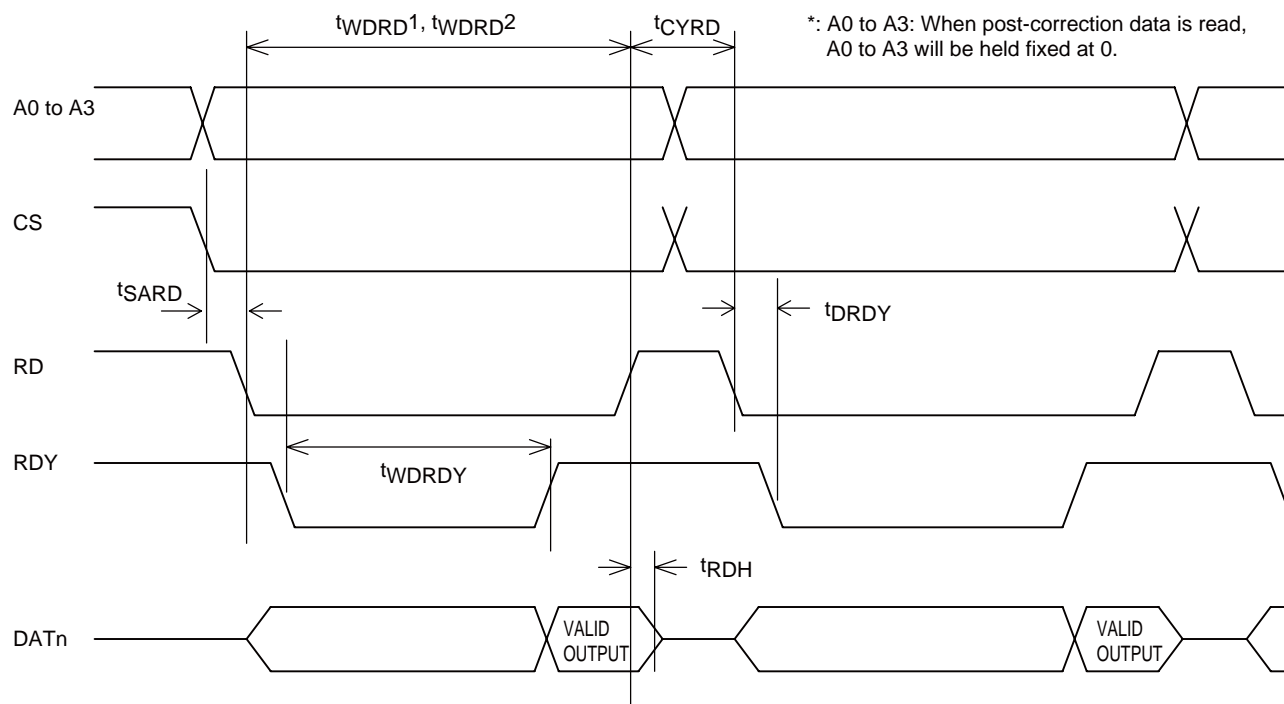 tWDRD1, tWDRD2
tCYRD
*: A0 to A3: When post-correction data is read,
A0 to A3 will be held fixed at 0.
A0 to A3
CS
tSARD
tDRDY
RD
RDY
tWDRDY
tRDH
DATn
VALID
OUTPUT
VALID
OUTPUT